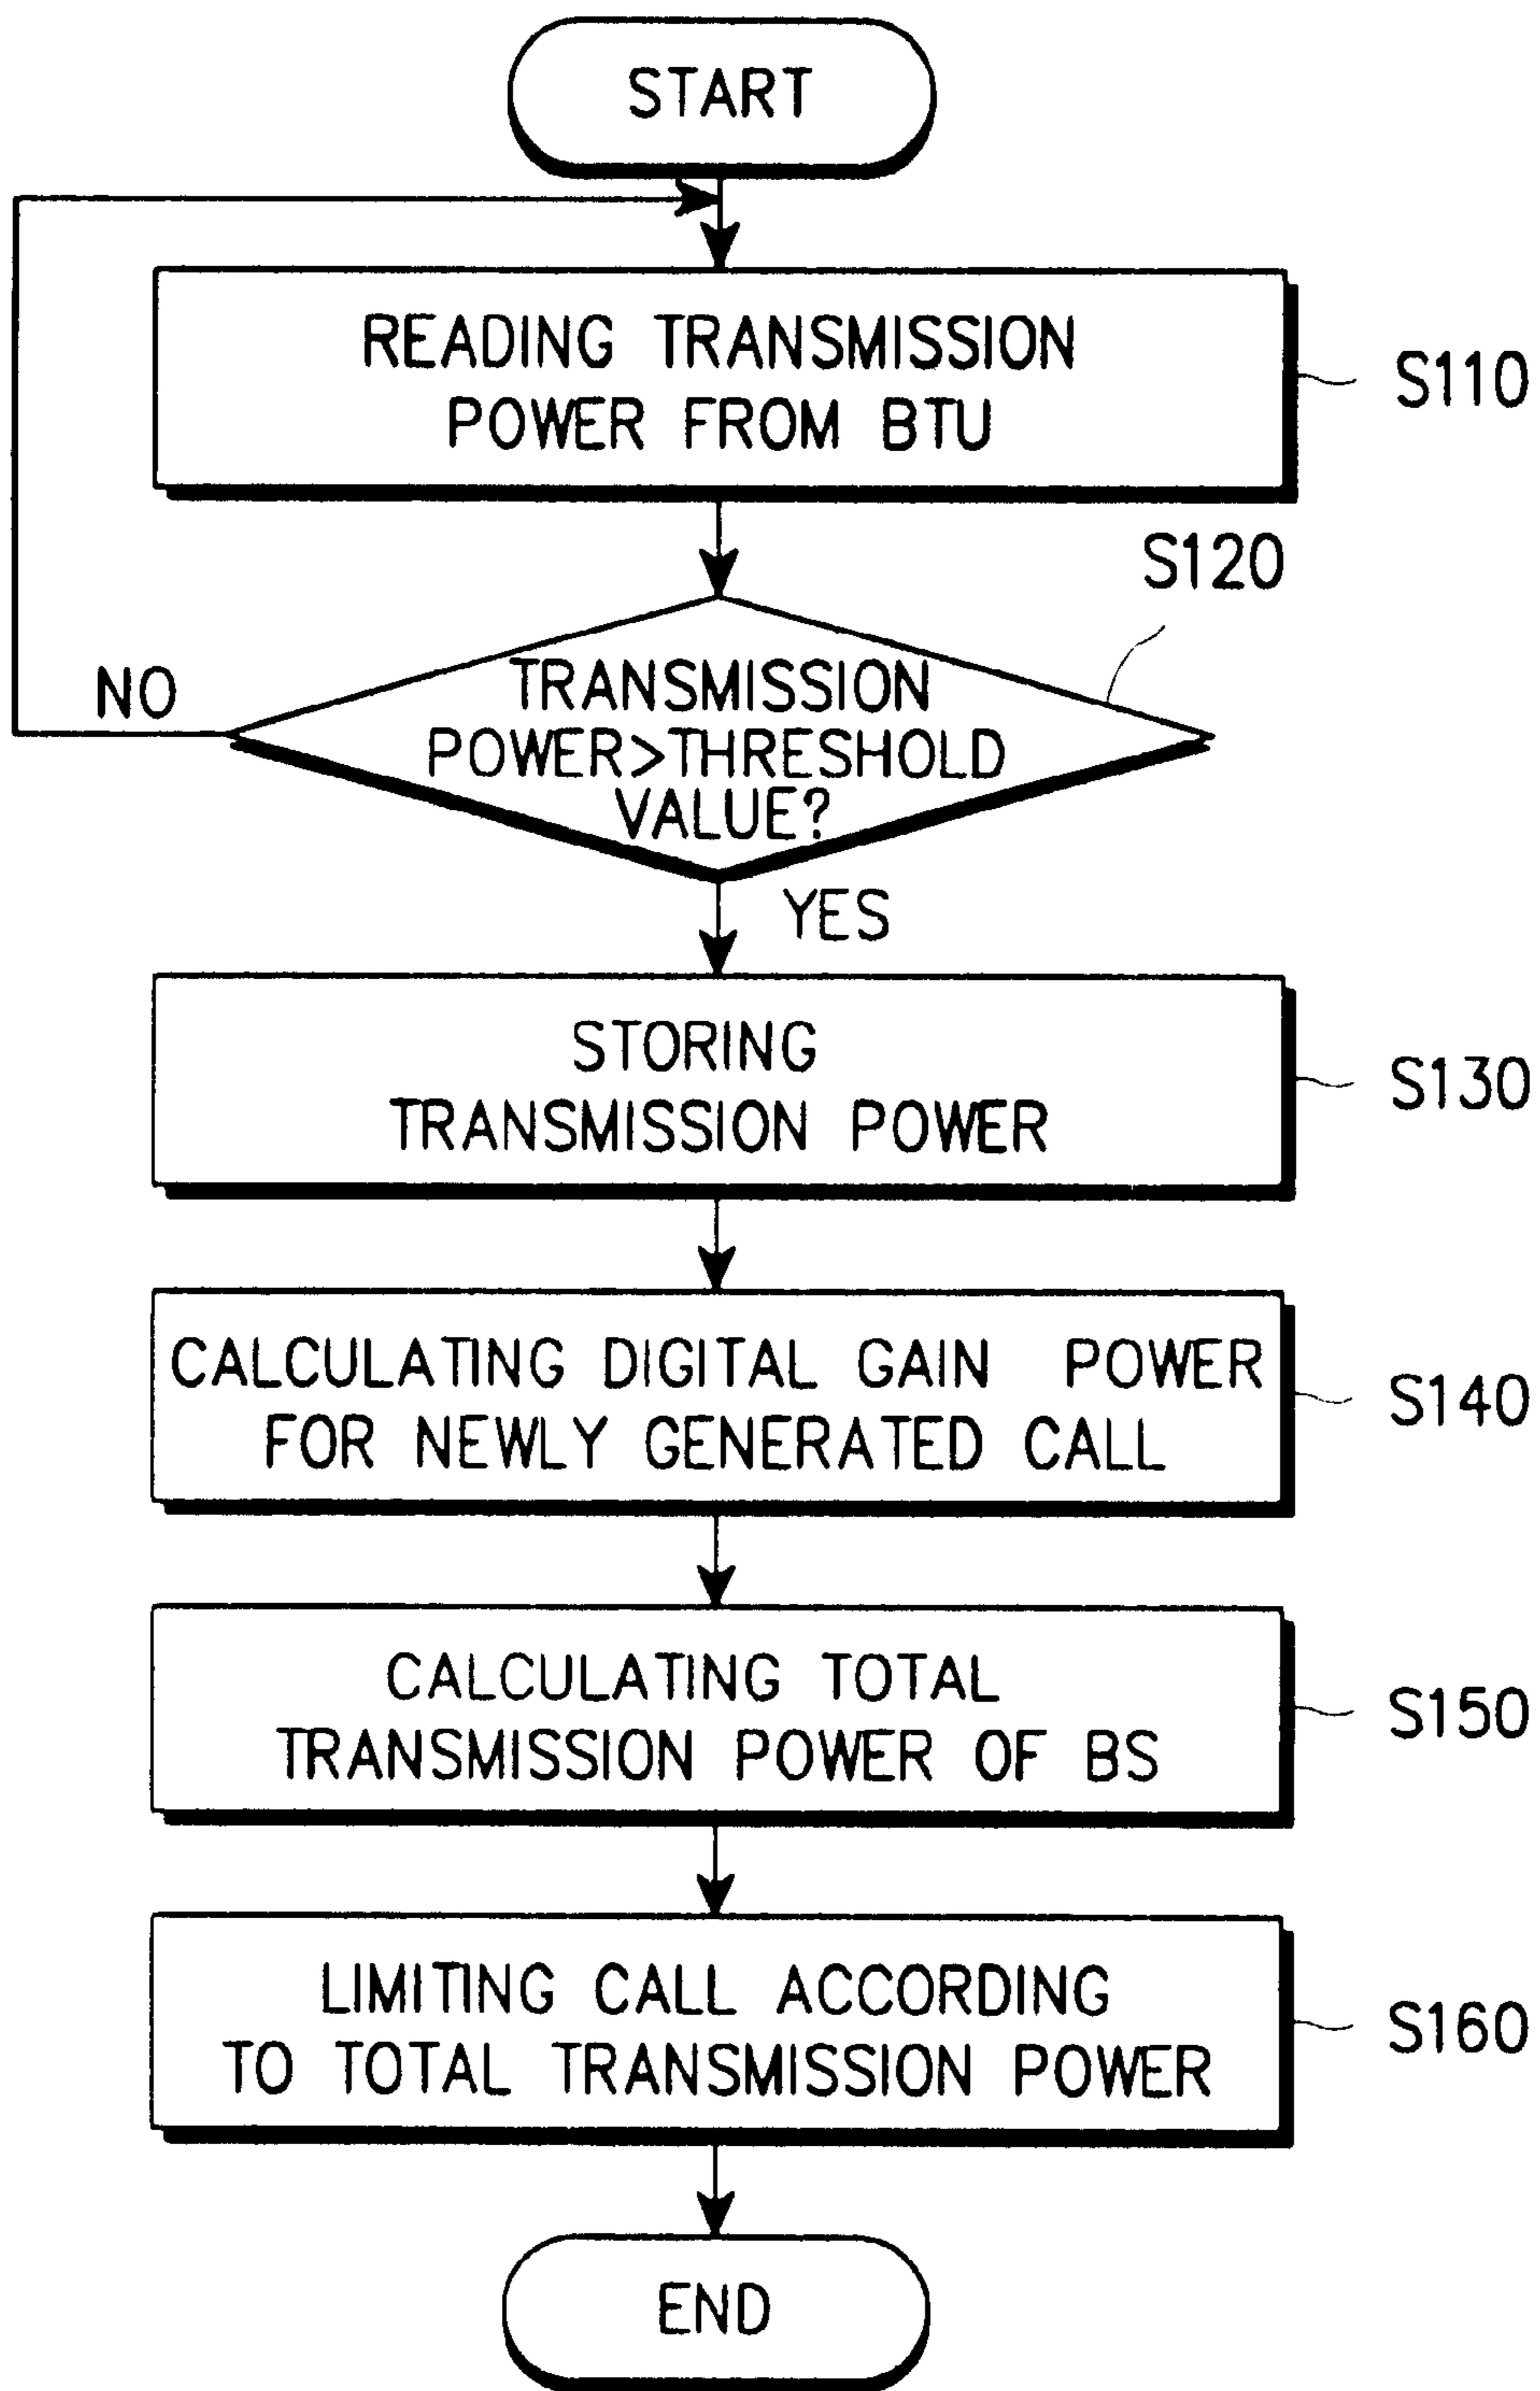 START
READING TRANSMISSION
POWER FROM BTU
S110
S120
NO
TRANSMISSION
POWER>THRESHOLD
VALUE?
YES
STORING
TRANSMISSION POWER
S130
CALCULATING DIGITAL GAIN POWER
FOR NEWLY GENERATED CALL
S140
CALCULATING TOTAL
TRANSMISSION POWER OF BS
S150
LIMITING CALL ACCORDING
TO TOTAL TRANSMISSION POWER
S160
END